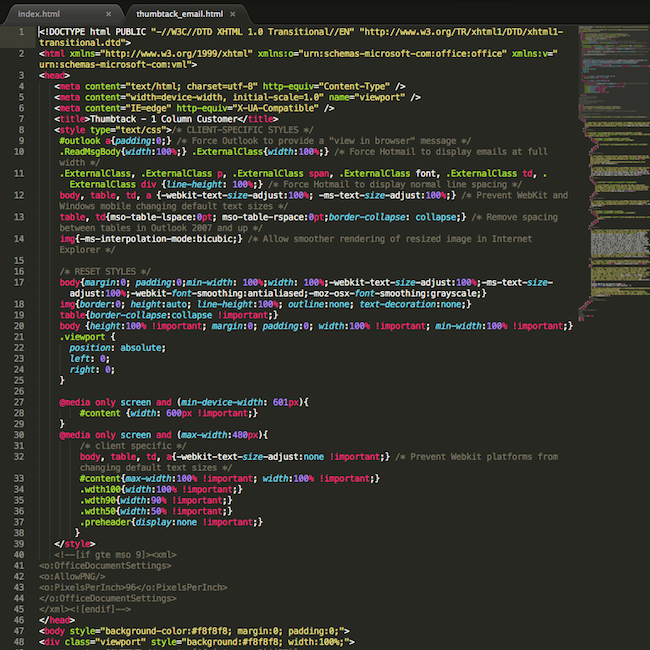 index.html × thumbtack_email.html ×
1 <!DOCTYPE html PUBLIC "-//W3C//DTD XHTML 1.0 Transitional//EN" "http://www.w3.org/TR/xhtml1/DTD/xhtml1-
transitional.dtd">
2 <html xmlns="http://www.w3.org/1999/xhtml" xmlns:o="urn:schemas-microsoft-com:office:office" xmlns:v="
urn:schemas-microsoft-com:vml">
3 <head>
4 <meta content="text/html; charset=utf-8" http-equiv="Content-Type" />
5 <meta content="width=device-width, initial-scale=1.0" name="viewport" />
6 <meta content="IE=edge" http-equiv="X-UA-Compatible" />
7 <title>Thumbtack - 1 Column Customer</title>
8 <style type="text/css">/* CLIENT-SPECIFIC STYLES */
9 #outlook a{padding:0;} /* Force Outlook to provide a "view in browser" message */
10 .ReadMsgBody{width:100%;} .ExternalClass{width:100%;} /* Force Hotmail to display emails at full
width */
11 .ExternalClass, .ExternalClass p, .ExternalClass span, .ExternalClass font, .ExternalClass td, .
ExternalClass div {line-height: 100%;} /* Force Hotmail to display normal line spacing */
12 body, table, td, a {-webkit-text-size-adjust:100%; -ms-text-size-adjust:100%;} /* Prevent WebKit and
Windows mobile changing default text sizes */
13 table, td{mso-table-lspace:0pt; mso-table-rspace:0pt;border-collapse: collapse;} /* Remove spacing
between tables in Outlook 2007 and up */
14 img{-ms-interpolation-mode:bicubic;} /* Allow smoother rendering of resized image in Internet
Explorer */
15
16 /* RESET STYLES */
17 body{margin:0; padding:0;min-width: 100%;width: 100%;-webkit-text-size-adjust:100%;-ms-text-size-
adjust:100%;-webkit-font-smoothing:antialiased;-moz-osx-font-smoothing:grayscale;}
18 img{border:0; height:auto; line-height:100%; outline:none; text-decoration:none;}
19 table{border-collapse:collapse !important;}
20 body {height:100% !important; margin:0; padding:0; width:100% !important; min-width:100% !important;}
21 .viewport {
22 position: absolute;
23 left: 0;
24 right: 0;
25 }
26
27 @media only screen and (min-device-width: 601px){
28 #content {width: 600px !important;}
29 }
30 @media only screen and (max-width:480px){
31 /* client specific */
32 body, table, td, a{-webkit-text-size-adjust:none !important;} /* Prevent Webkit platforms from
changing default text sizes */
33 #content{max-width:100% !important; width:100% !important;}
34 .wdth100{width:100% !important;}
35 .wdth90{width:90% !important;}
36 .wdth50{width:50% !important;}
37 .preheader{display:none !important;}
38 }
39 </style>
40 <!--[if gte mso 9]><xml>
41 <o:OfficeDocumentSettings>
42 <o:AllowPNG/>
43 <o:PixelsPerInch>96</o:PixelsPerInch>
44 </o:OfficeDocumentSettings>
45 </xml><![endif]-->
46 </head>
47 <body style="background-color:#f8f8f8; margin:0; padding:0;">
48 <div class="viewport" style="background:#f8f8f8; width:100%;">